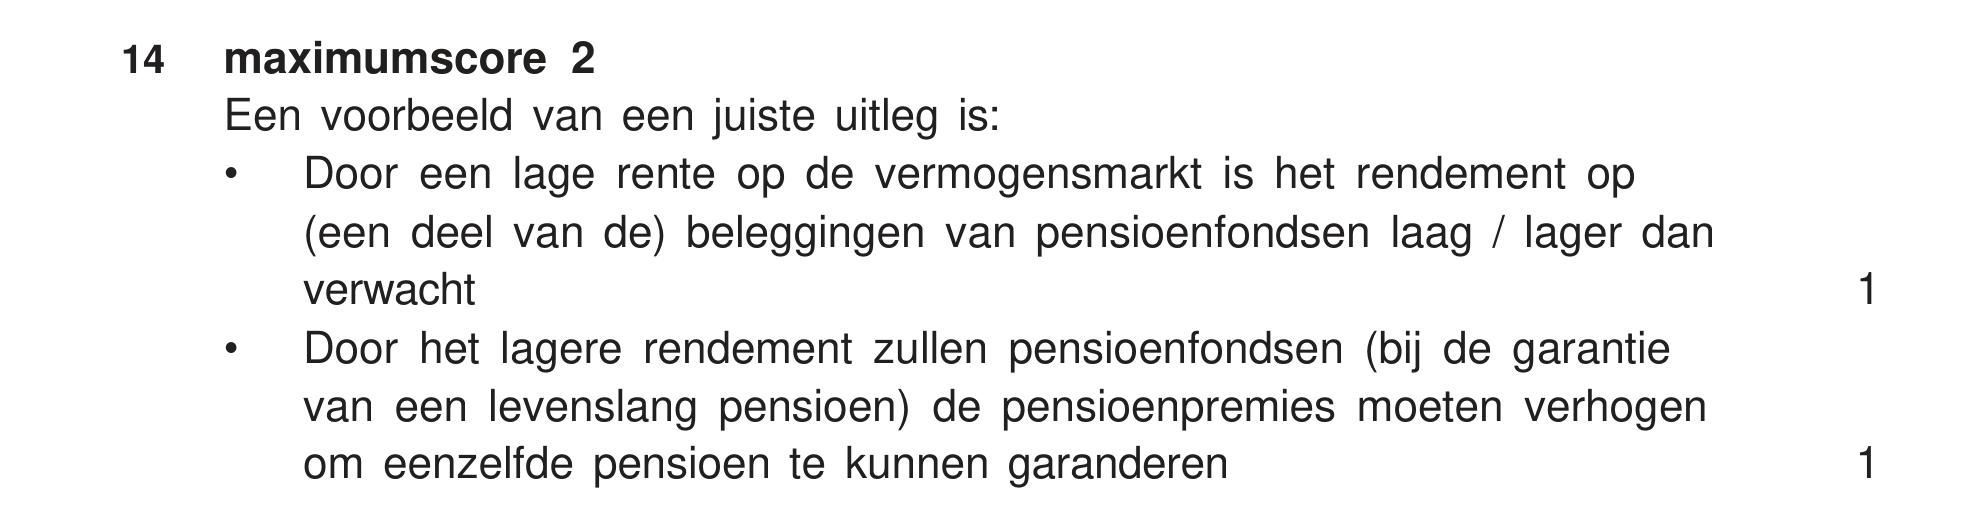 14 maximumscore 2
Een voorbeeld van een juiste uitleg is:
• Door een lage rente op de vermogensmarkt is het rendement op
(een deel van de) beleggingen van pensioenfondsen laag / lager dan
verwacht 1
• Door het lagere rendement zullen pensioenfondsen (bij de garantie
van een levenslang pensioen) de pensioenpremies moeten verhogen
om eenzelfde pensioen te kunnen garanderen 1